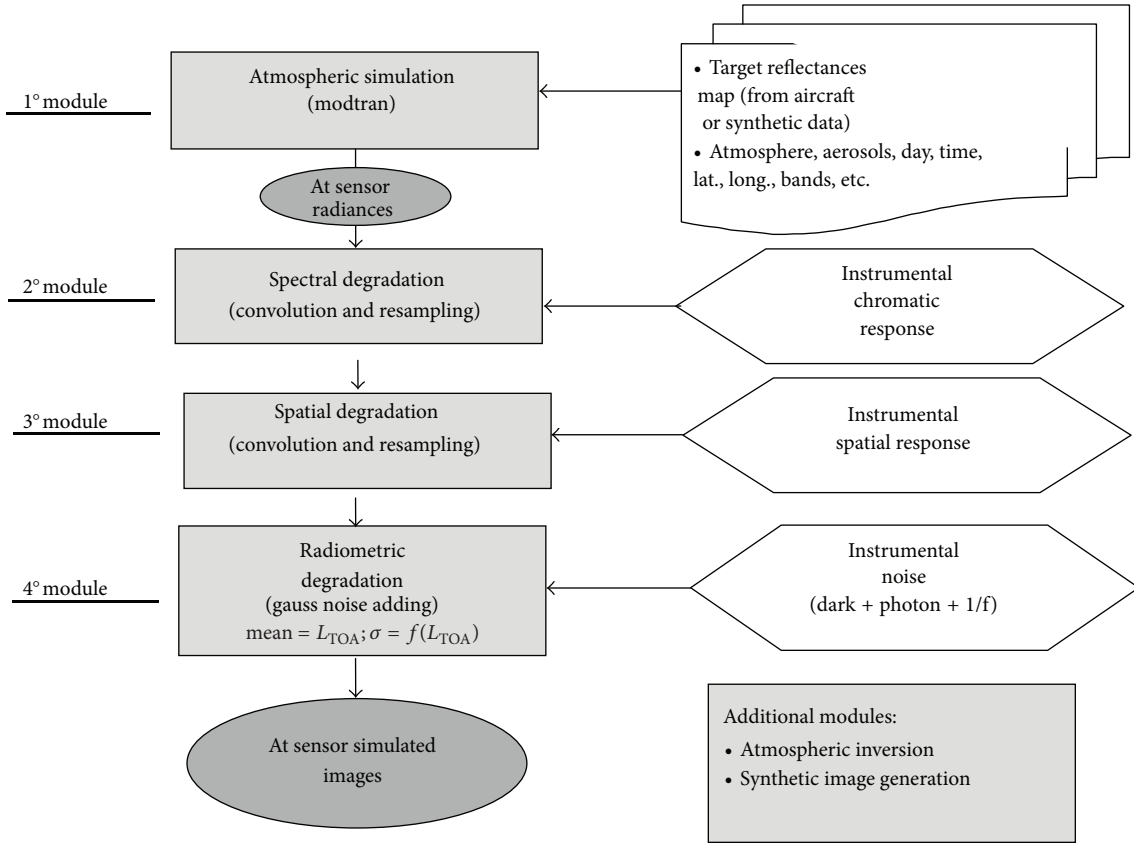 1° module
Atmospheric simulation
(modtran)
• Target reflectances
map (from aircraft
or synthetic data)
• Atmosphere, aerosols, day, time,
lat., long., bands, etc.
At sensor
radiances
2° module
Spectral degradation
(convolution and resampling)
Instrumental
chromatic
response
3° module
Spatial degradation
(convolution and resampling)
Instrumental
spatial response
4° module
Radiometric
degradation
(gauss noise adding)
mean = L_TOA; σ = f(L_TOA)
Instrumental
noise
(dark + photon + 1/f)
At sensor simulated
images
Additional modules:
• Atmospheric inversion
• Synthetic image generation